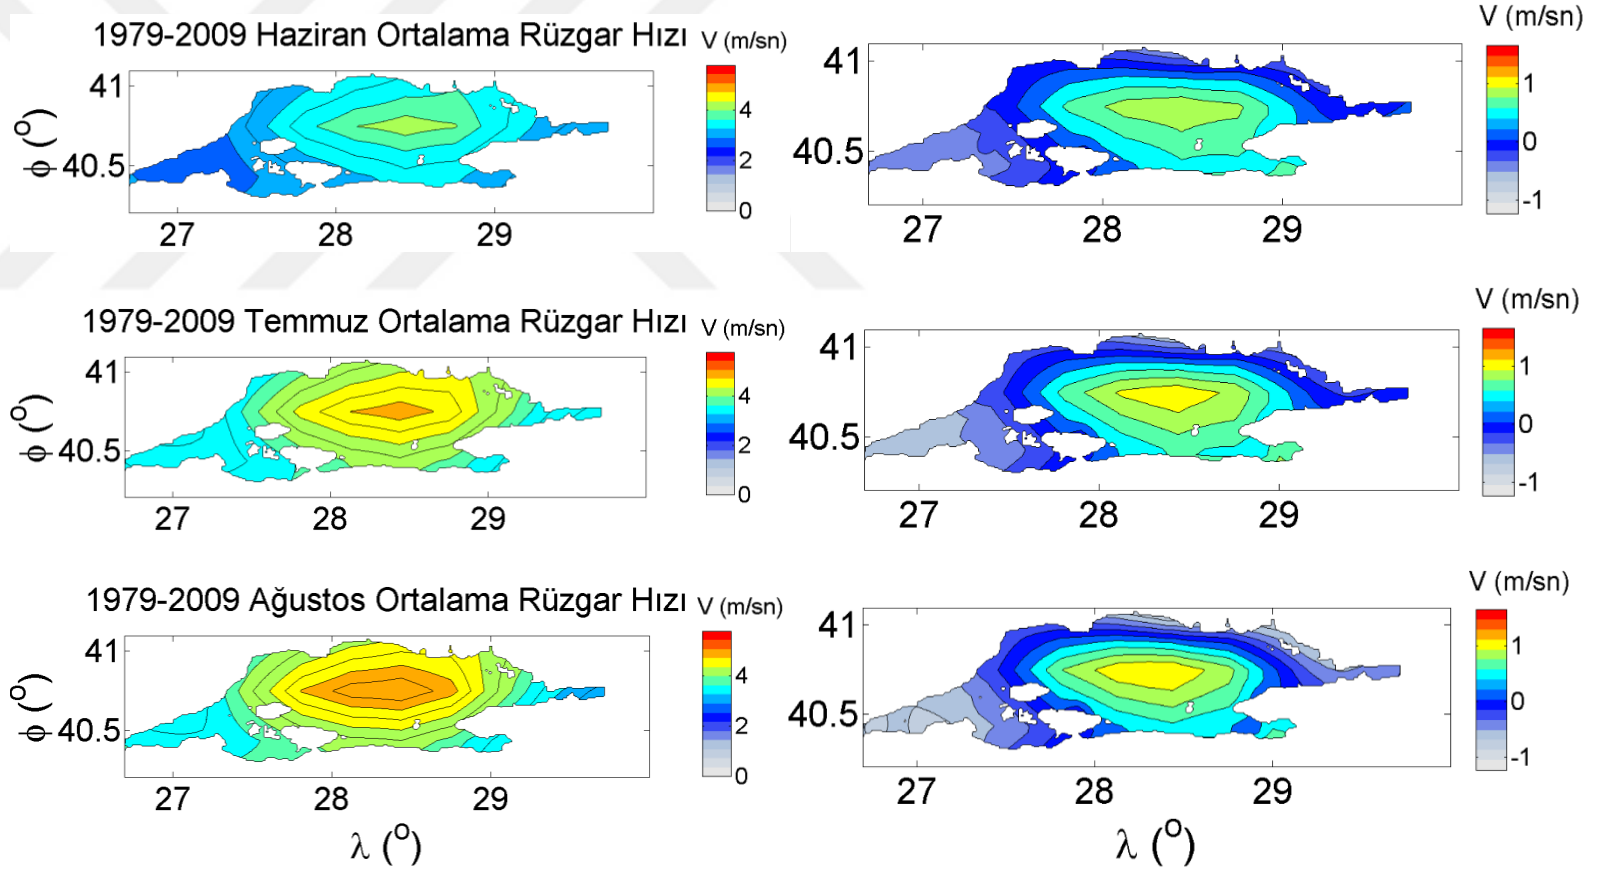 1979-2009 Haziran Ortalama Rüzgar Hızı V (m/sn)
41
40.5
ϕ (o)
27 28 29
4
2
0
V (m/sn)
41
40.5
27 28 29
1
0
-1
1979-2009 Temmuz Ortalama Rüzgar Hızı V (m/sn)
41
40.5
ϕ (o)
27 28 29
4
2
0
V (m/sn)
41
40.5
27 28 29
1
0
-1
1979-2009 Ağustos Ortalama Rüzgar Hızı V (m/sn)
41
40.5
ϕ (o)
27 28 29
λ (o)
4
2
0
V (m/sn)
41
40.5
27 28 29
λ (o)
1
0
-1